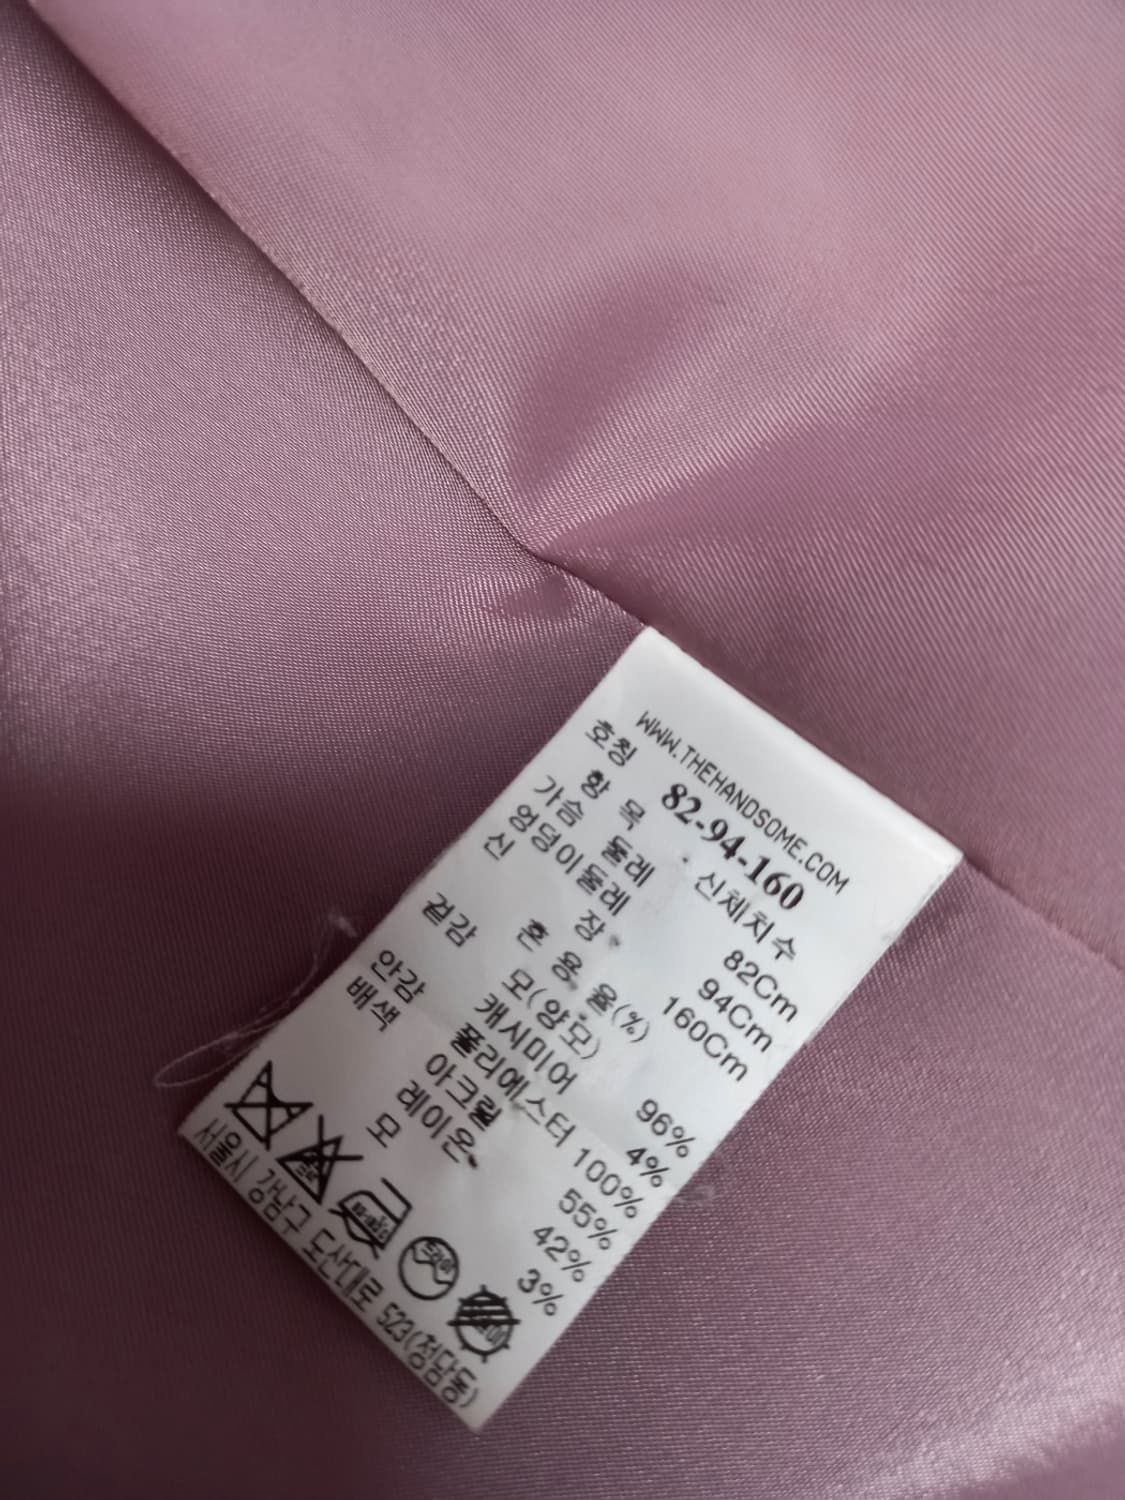 WWW.THEHANDSOME.COM
호칭 82-94-160
항 목 신체치수
가슴 둘레 82Cm
엉덩이둘레 94Cm
신 장 160Cm
혼 용 율(%)
겉감 모(양모) 96%
캐시미어 4%
안감 폴리에스터 100%
배색 아크릴 55%
레이온 42%
모 3%
서울시 강남구 도산대로 523(청담동)